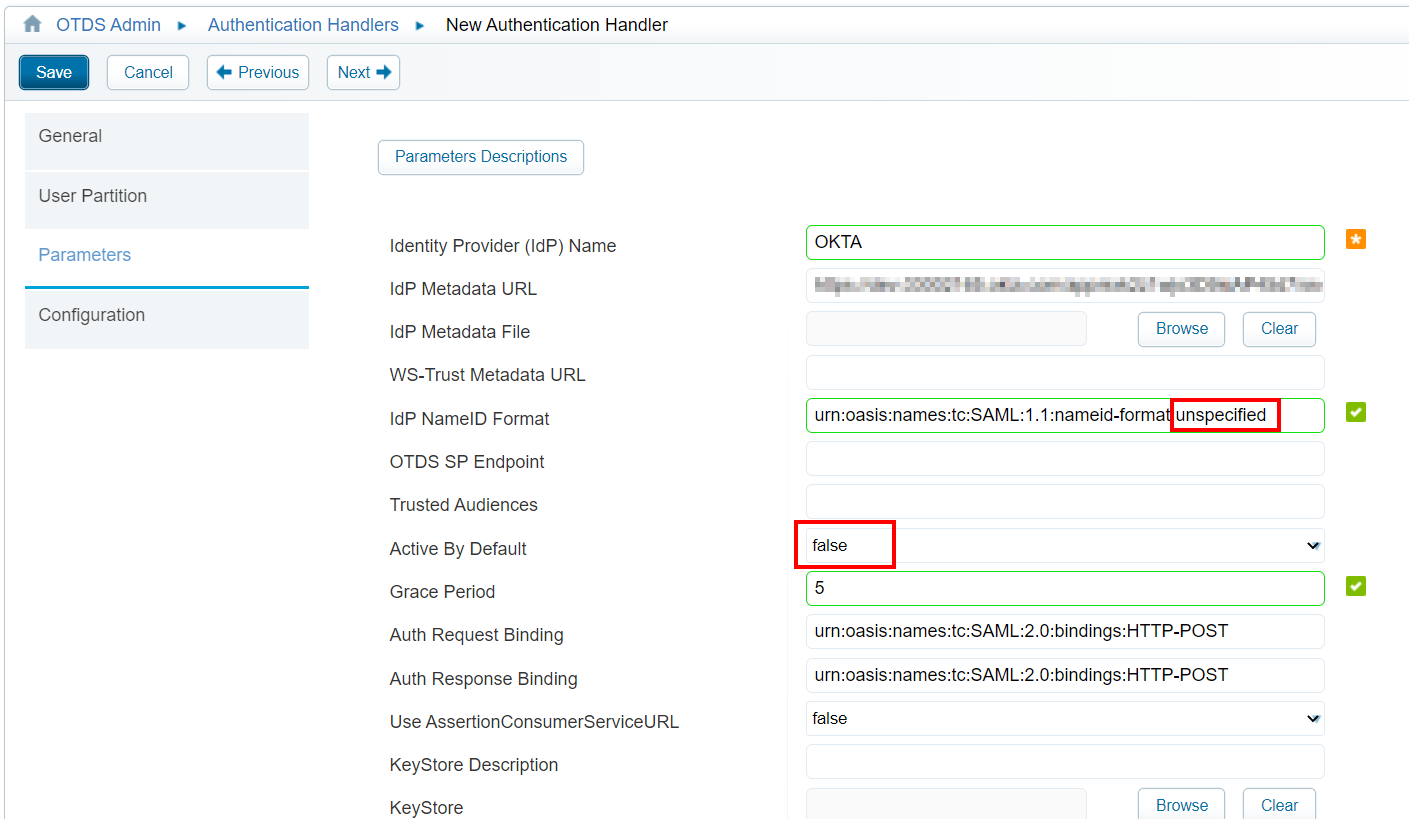 OTDS Admin ▸ Authentication Handlers ▸ New Authentication Handler
Save Cancel Previous Next
General
Parameters Descriptions
User Partition
Parameters
Configuration
Identity Provider (IdP) Name OKTA *
IdP Metadata URL
IdP Metadata File Browse Clear
WS-Trust Metadata URL
IdP NameID Format urn:oasis:names:tc:SAML:1.1:nameid-format unspecified
OTDS SP Endpoint
Trusted Audiences
Active By Default false
Grace Period 5
Auth Request Binding urn:oasis:names:tc:SAML:2.0:bindings:HTTP-POST
Auth Response Binding urn:oasis:names:tc:SAML:2.0:bindings:HTTP-POST
Use AssertionConsumerServiceURL false
KeyStore Description
KeyStore Browse Clear